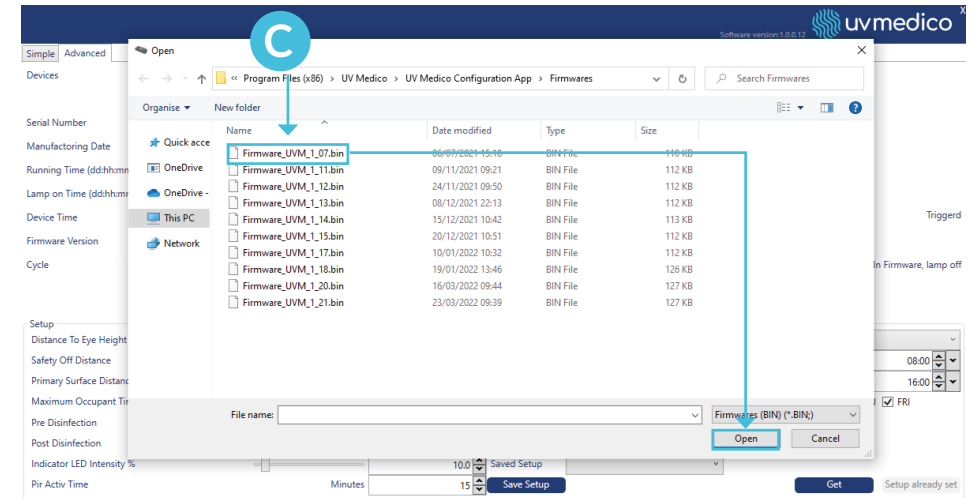 X
uvmedico
Software version:1.0.0.12
C
Simple Advanced
Open
Devices
« Program Files (x86) › UV Medico › UV Medico Configuration App › Firmwares
Search Firmwares
Organise New folder
Serial Number
Name Date modified Type Size
Manufactoring Date
Quick acce
Firmware_UVM_1_07.bin 06/07/2021 15:10 BIN File 110 KB
Running Time (dd:hh:mm
OneDrive
Firmware_UVM_1_11.bin 09/11/2021 09:21 BIN File 112 KB
Firmware_UVM_1_12.bin 24/11/2021 09:50 BIN File 112 KB
Lamp on Time (dd:hh:mm
OneDrive -
Firmware_UVM_1_13.bin 08/12/2021 22:13 BIN File 112 KB
Device Time
This PC
Firmware_UVM_1_14.bin 15/12/2021 10:42 BIN File 113 KB
Triggerd
Firmware_UVM_1_15.bin 20/12/2021 10:51 BIN File 112 KB
Firmware Version
Network
Firmware_UVM_1_17.bin 10/01/2022 10:32 BIN File 112 KB
Cycle
Firmware_UVM_1_18.bin 19/01/2022 13:46 BIN File 126 KB
In Firmware, lamp off
Firmware_UVM_1_20.bin 16/03/2022 09:44 BIN File 127 KB
Firmware_UVM_1_21.bin 23/03/2022 09:39 BIN File 127 KB
Setup
Distance To Eye Height
Safety Off Distance
08:00
Primary Surface Distanc
16:00
Maximum Occupant Tir
FRI
File name:
Firmwares (BIN) (*.BIN;)
Pre Disinfection
Open Cancel
Post Disinfection
Indicator LED Intensity % 10.0 Saved Setup
Pir Activ Time Minutes 15 Save Setup Get Setup already set